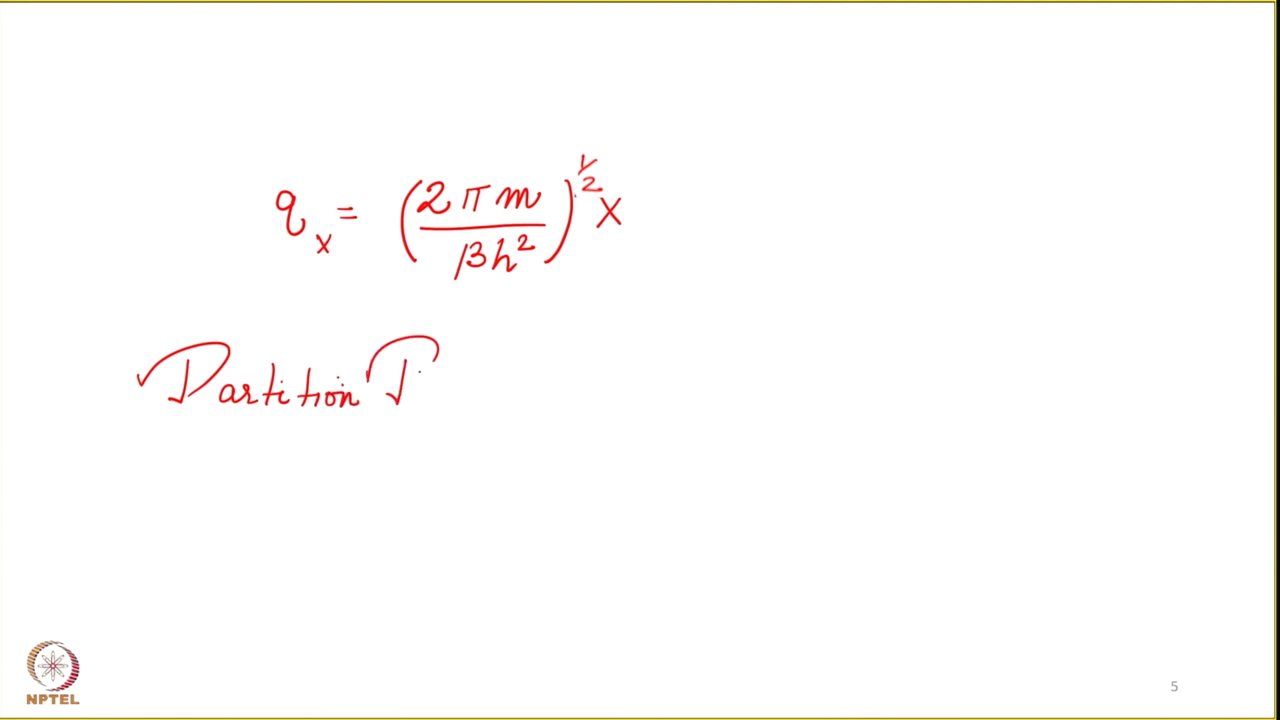 q_x = (2πm / βh²)^½ X
Partition
NPTEL
5